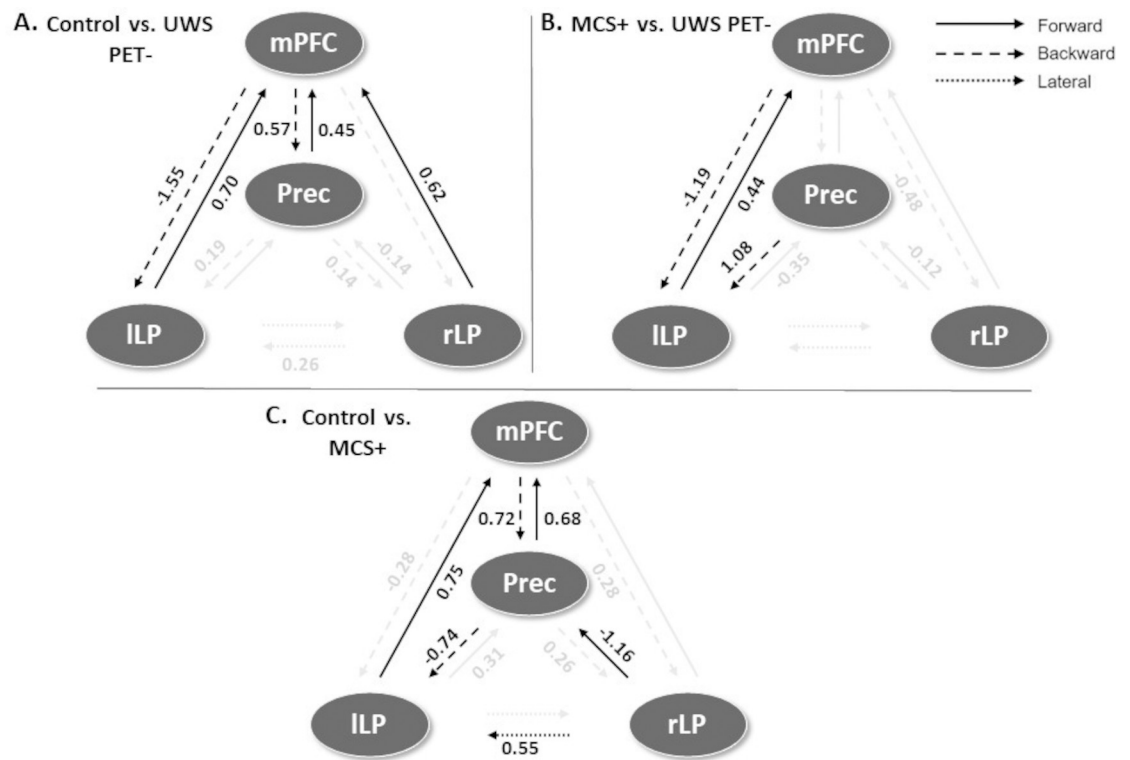 A. Control vs. UWS
PET-
mPFC
0.57
0.45
-1.55
0.70
0.62
Prec
0.19
-0.14
0.14
lLP
rLP
0.26
B. MCS+ vs. UWS PET-
mPFC
-1.19
0.44
-0.48
Prec
1.08
-0.35
-0.12
lLP
rLP
Forward
Backward
Lateral
C. Control vs.
MCS+
mPFC
0.72
0.68
-0.28
0.75
0.28
Prec
-0.74
0.31
0.26
-1.16
lLP
rLP
0.55